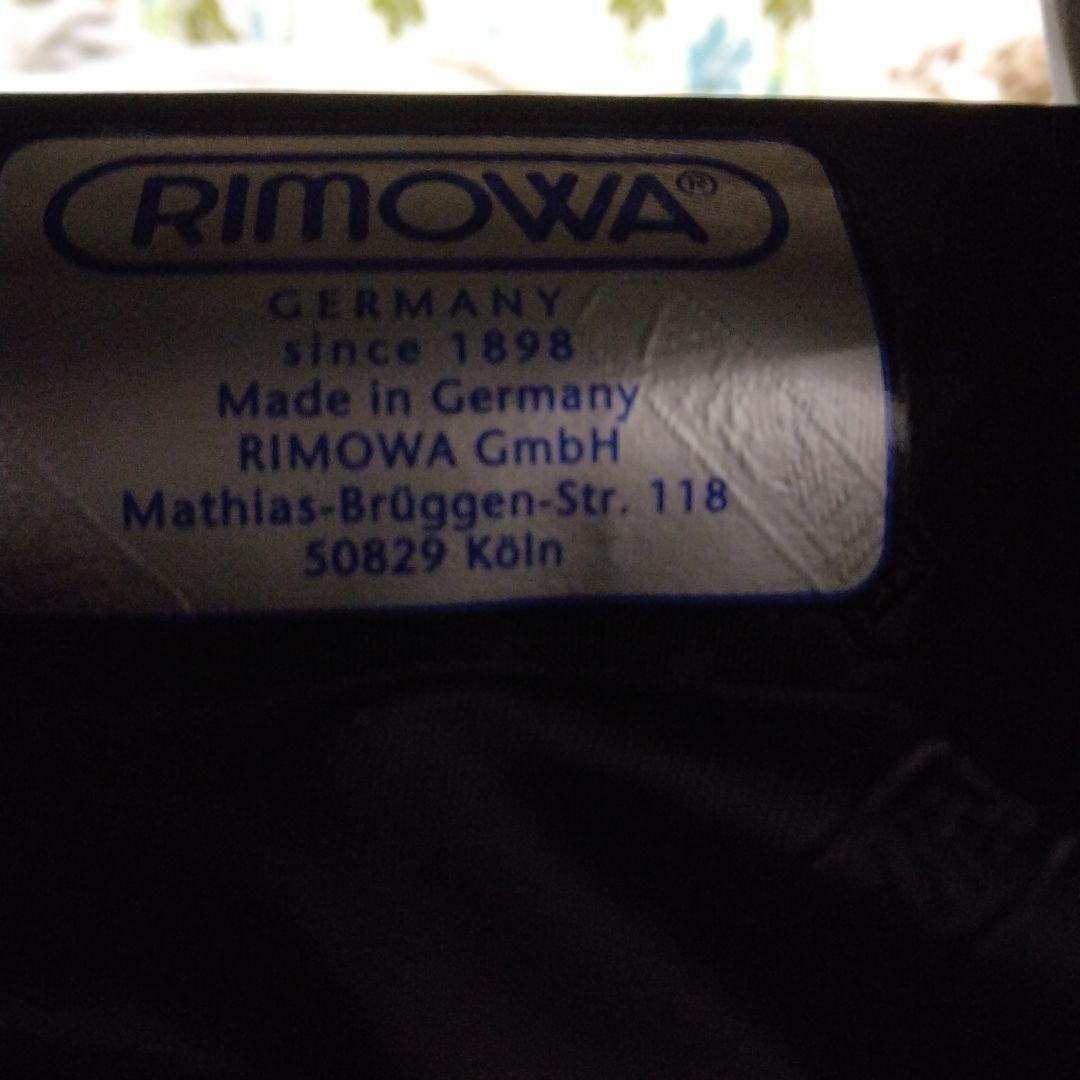 RIMOWA®
GERMANY
since 1898
Made in Germany
RIMOWA GmbH
Mathias-Brüggen-Str. 118
50829 Köln